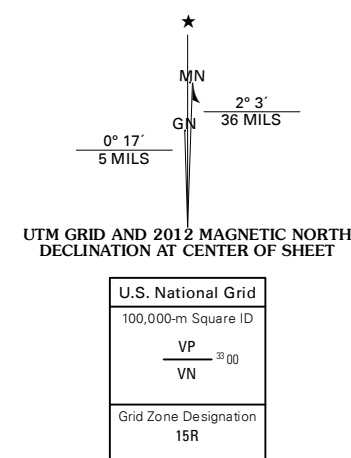 ★
MN
2° 3´
36 MILS
GN
0° 17´
5 MILS
UTM GRID AND 2012 MAGNETIC NORTH
DECLINATION AT CENTER OF SHEET
U.S. National Grid
100,000-m Square ID
VP
33 00
VN
Grid Zone Designation
15R